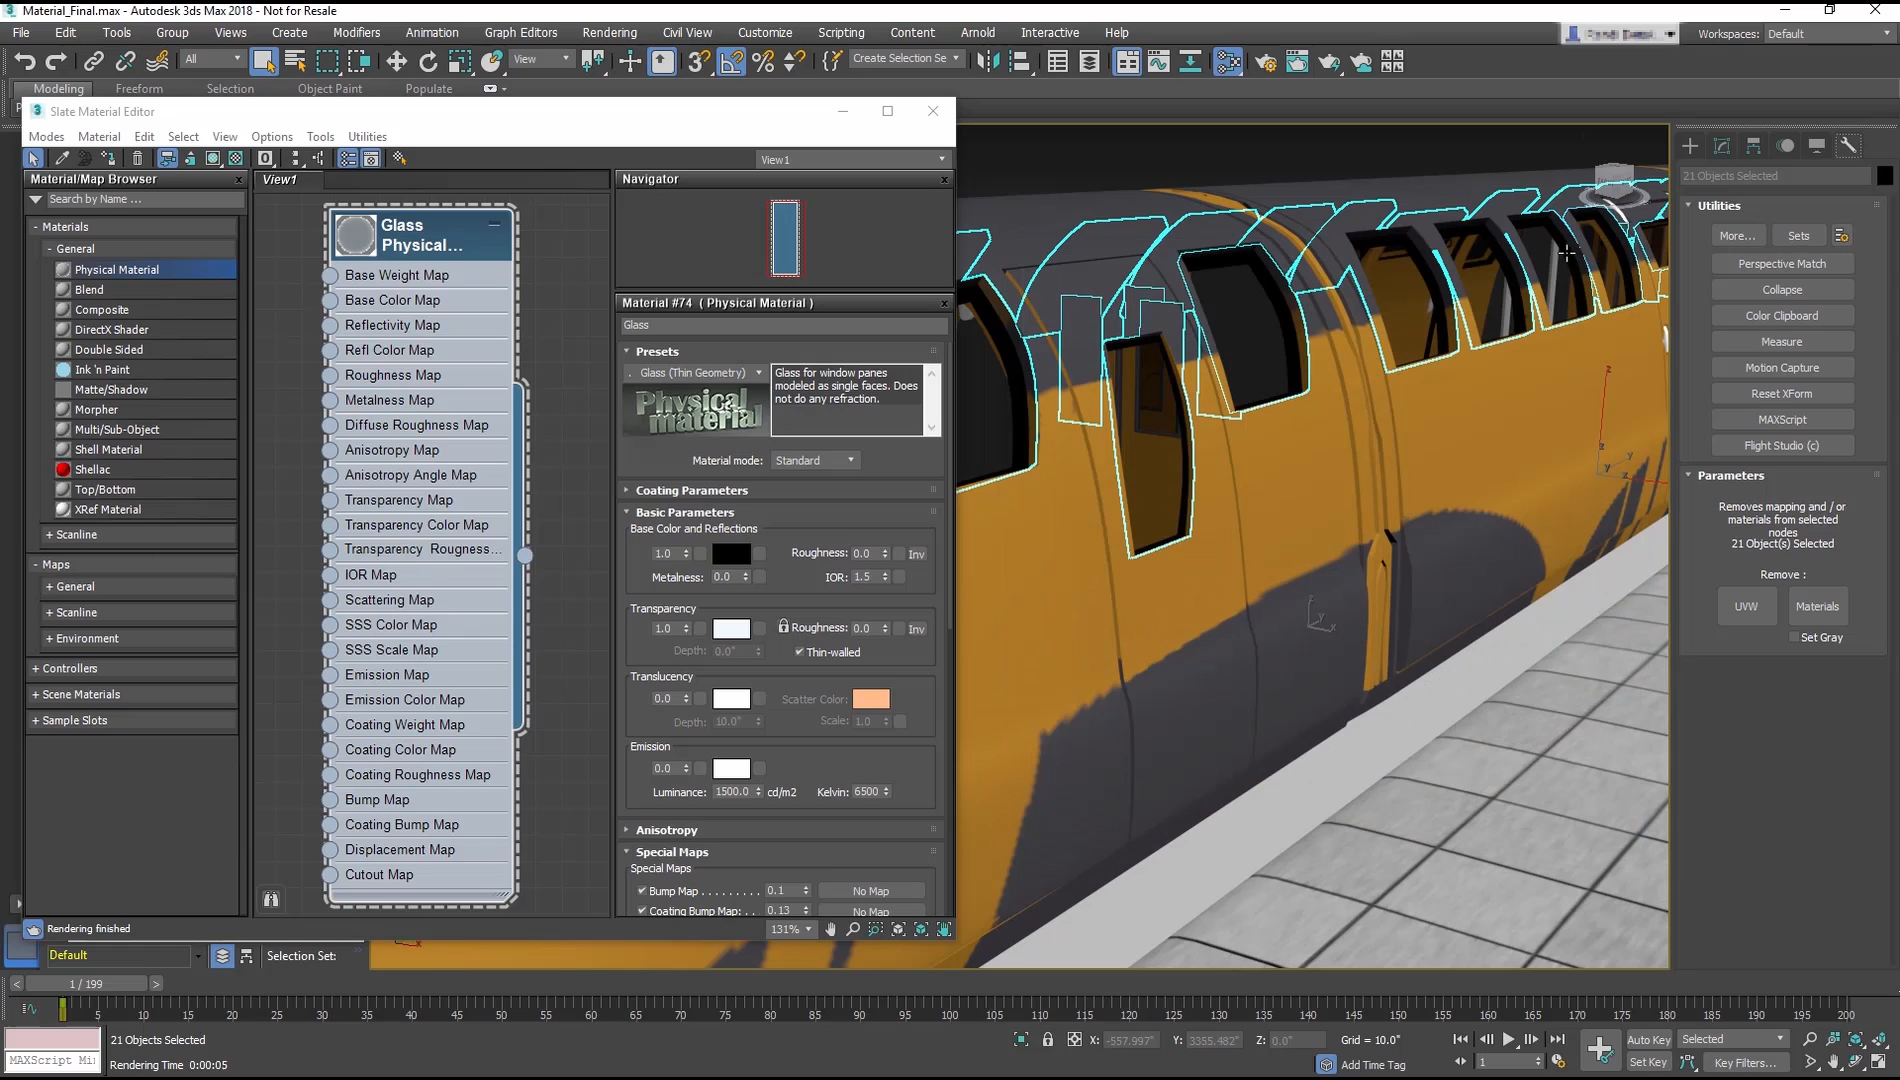 Material_Final.max - Autodesk 3ds Max 2018 - Not for Resale
File Edit Tools Group Views Create Modifiers Animation Graph Editors Rendering Civil View Customize Scripting Content Arnold Interactive Help
Workspaces: Default
All View Create Selection Se
Modeling Freeform Selection Object Paint Populate
Slate Material Editor
Modes Material Edit Select View Options Tools Utilities
View1
Material/Map Browser
Search by Name ...
- Materials
- General
Physical Material
Blend
Composite
DirectX Shader
Double Sided
Ink 'n Paint
Matte/Shadow
Morpher
Multi/Sub-Object
Shell Material
Shellac
Top/Bottom
XRef Material
+ Scanline
- Maps
+ General
+ Scanline
+ Environment
+ Controllers
+ Scene Materials
+ Sample Slots
View1
Glass
Physical...
Base Weight Map
Base Color Map
Reflectivity Map
Refl Color Map
Roughness Map
Metalness Map
Diffuse Roughness Map
Anisotropy Map
Anisotropy Angle Map
Transparency Map
Transparency Color Map
Transparency Rougness...
IOR Map
Scattering Map
SSS Color Map
SSS Scale Map
Emission Map
Emission Color Map
Coating Weight Map
Coating Color Map
Coating Roughness Map
Bump Map
Coating Bump Map
Displacement Map
Cutout Map
Navigator
Material #74 ( Physical Material )
Glass
Presets
Glass (Thin Geometry)
Physical
material
Glass for window panes
modeled as single faces. Does
not do any refraction.
Material mode: Standard
Coating Parameters
Basic Parameters
Base Color and Reflections
1.0 Roughness: 0.0 Inv
Metalness: 0.0 IOR: 1.5
Transparency
1.0 Roughness: 0.0 Inv
Depth: 0.0" Thin-walled
Translucency
0.0 Scatter Color:
Depth: 10.0" Scale: 1.0
Emission
0.0
Luminance: 1500.0 cd/m2 Kelvin: 6500
Anisotropy
Special Maps
Special Maps
Bump Map . . . . . . . . . 0.1 No Map
Coating Bump Map: . . 0.13 No Map
Rendering finished
131%
21 Objects Selected
Utilities
More... Sets
Perspective Match
Collapse
Color Clipboard
Measure
Motion Capture
Reset XForm
MAXScript
Flight Studio (c)
Parameters
Removes mapping and / or
materials from selected
nodes
21 Object(s) Selected
Remove :
UVW Materials
Set Gray
Default Selection Set:
1 / 199
5 10 15 20 25 30 35 40 45 50 55 60 65 70 75 80 85 90 95 100 105 110 115 120 125 130 135 140 145 150 155 160 165 170 175 180 185 190 195 200
21 Objects Selected
X: -557.997" Y: 3355.482" Z: 0.0" Grid = 10.0"
Auto Key Selected
MAXScript Mi
Rendering Time 0:00:05
Add Time Tag
1
Set Key Key Filters...